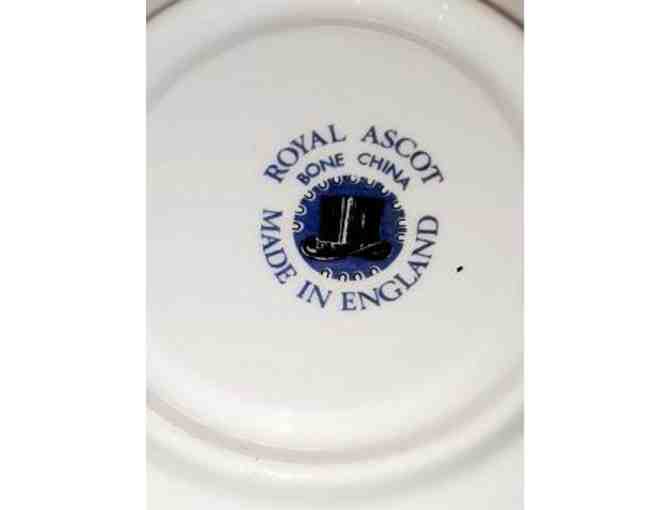 ROYAL ASCOT
BONE CHINA
MADE IN ENGLAND